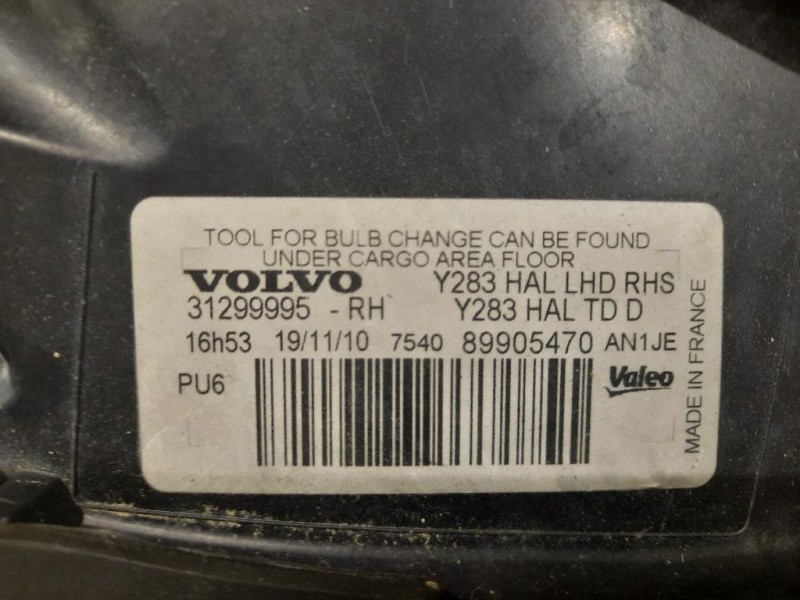 TOOL FOR BULB CHANGE CAN BE FOUND
UNDER CARGO AREA FLOOR
VOLVO Y283 HAL LHD RHS
31299995 - RH Y283 HAL TD D
16h53 19/11/10 7540 89905470 AN1JE
PU6 Valeo
MADE IN FRANCE